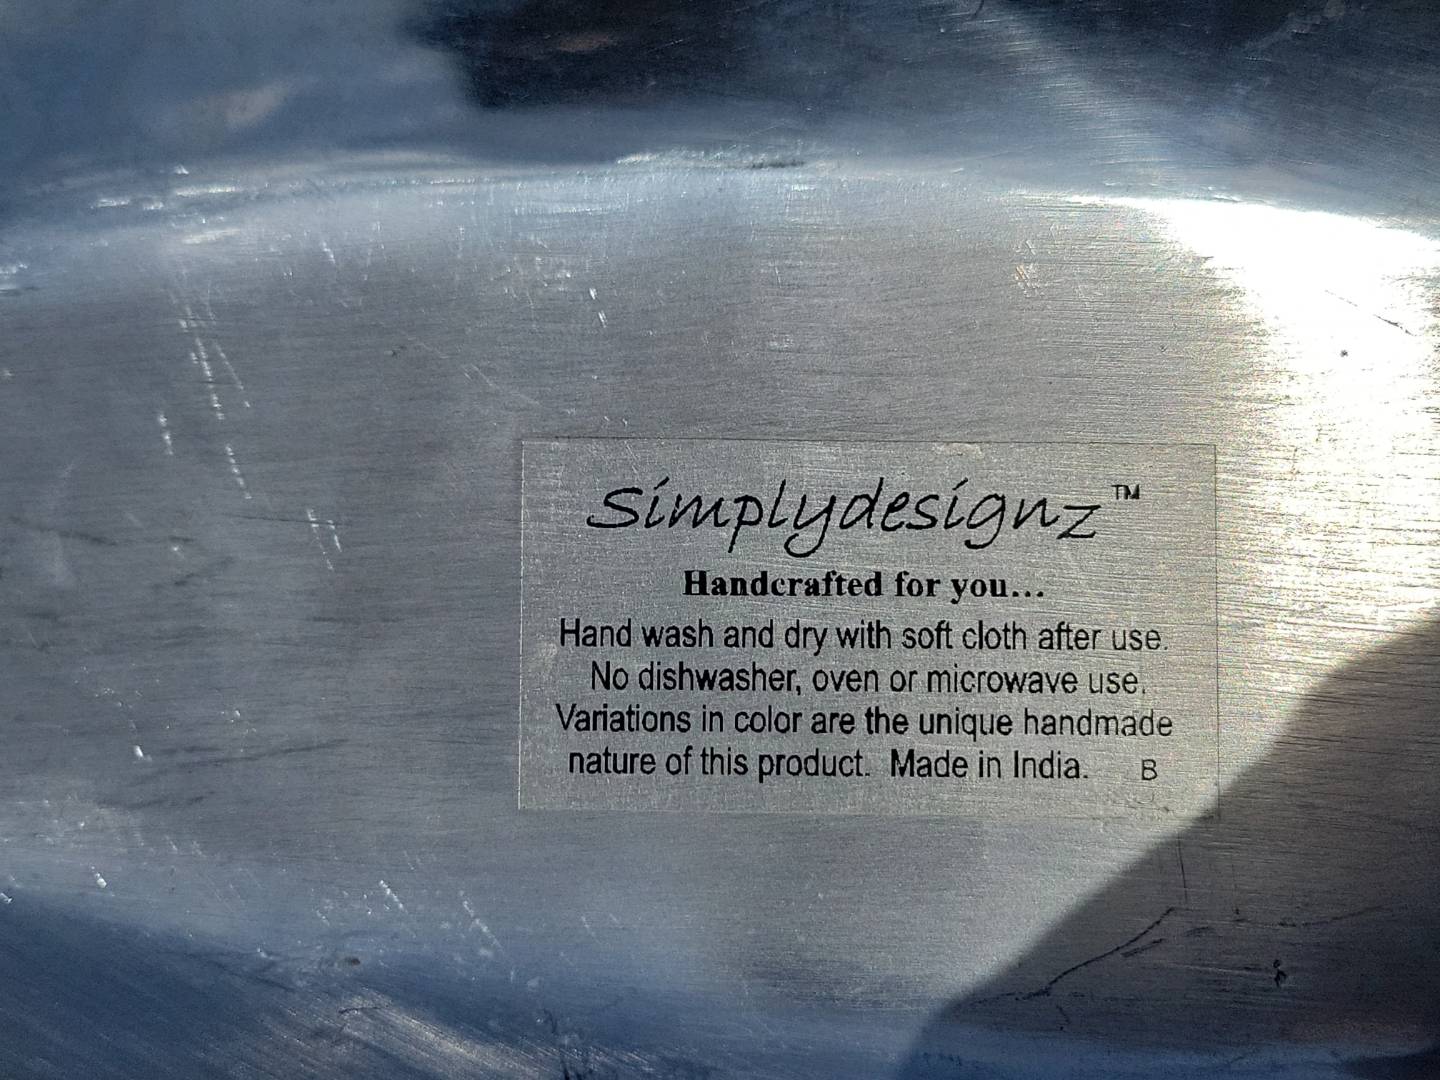 Simplydesignz™
Handcrafted for you...
Hand wash and dry with soft cloth after use.
No dishwasher, oven or microwave use.
Variations in color are the unique handmade
nature of this product. Made in India. B